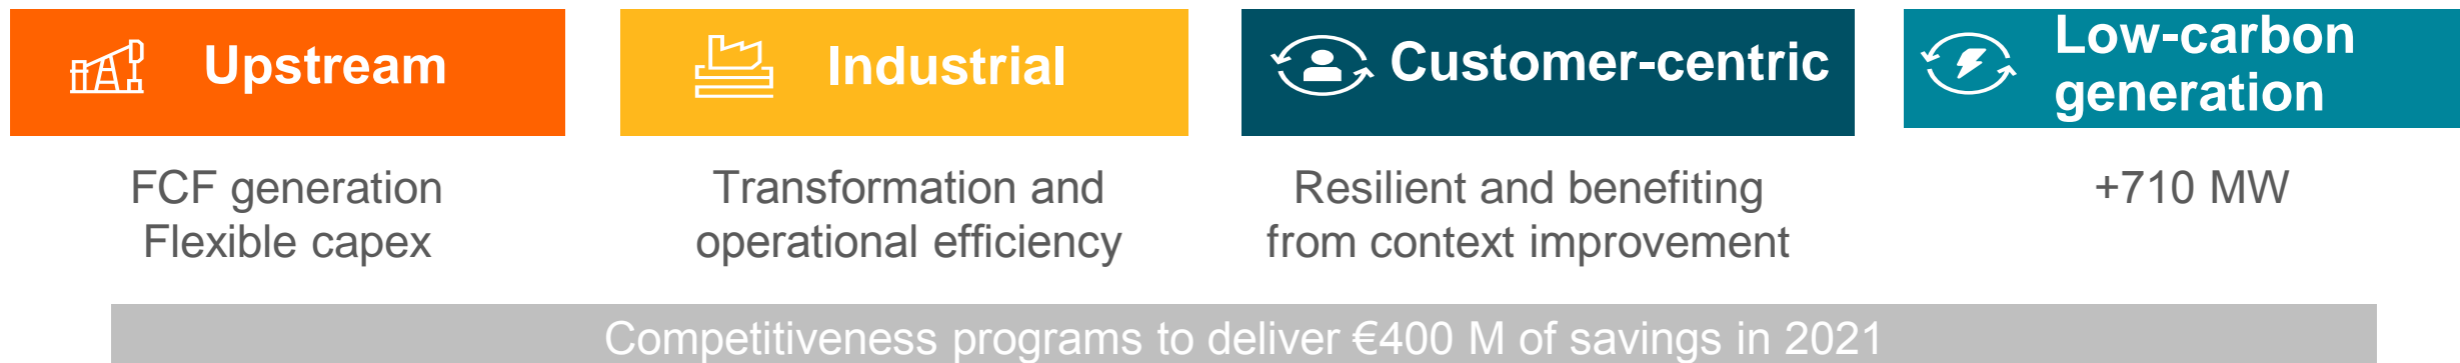 Upstream
FCF generation
Flexible capex
Industrial
Transformation and
operational efficiency
Customer-centric
Resilient and benefiting
from context improvement
Low-carbon
generation
+710 MW
Competitiveness programs to deliver €400 M of savings in 2021